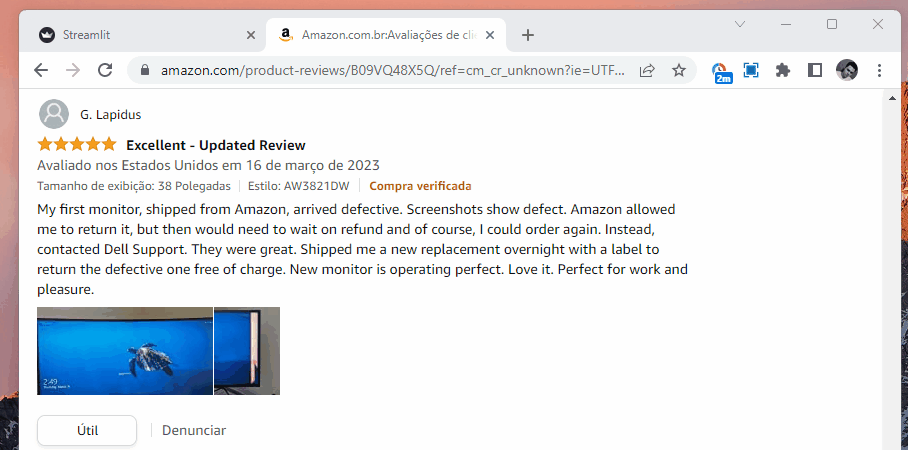 Streamlit
Amazon.com.br:Avaliações de cli
amazon.com/product-reviews/B09VQ48X5Q/ref=cm_cr_unknown?ie=UTF...
2m
G. Lapidus
Excellent - Updated Review
Avaliado nos Estados Unidos em 16 de março de 2023
Tamanho de exibição: 38 Polegadas | Estilo: AW3821DW | Compra verificada
My first monitor, shipped from Amazon, arrived defective. Screenshots show defect. Amazon allowed
me to return it, but then would need to wait on refund and of course, I could order again. Instead,
contacted Dell Support. They were great. Shipped me a new replacement overnight with a label to
return the defective one free of charge. New monitor is operating perfect. Love it. Perfect for work and
pleasure.
2:49
Útil | Denunciar